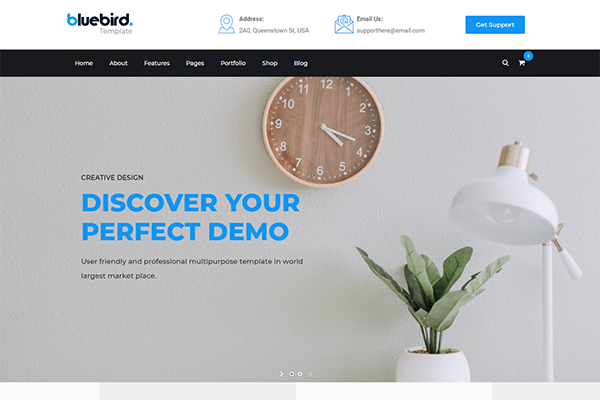 bluebird.
Template
Address:
2A0, Queenstown St, USA
Email Us:
supporthere@email.com
Get Support
Home About Features Pages Portfolio Shop Blog
0
12
11 1
10 2
9 3
8 4
7 5
6
CREATIVE DESIGN
DISCOVER YOUR
PERFECT DEMO
User friendly and professional multipurpose template in world
largest market place.